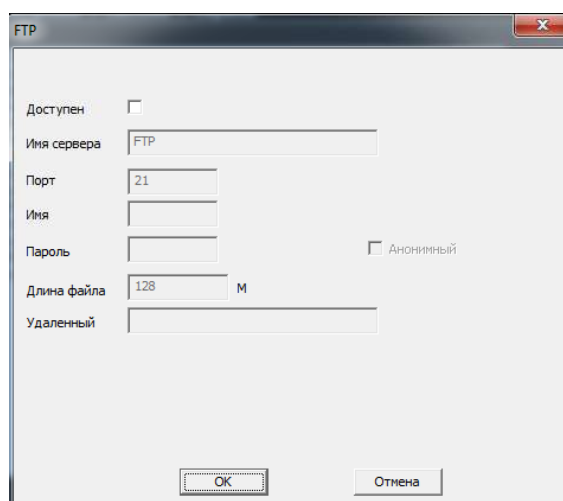 FTP
Доступен
Имя сервера FTP
Порт 21
Имя
Пароль Анонимный
Длина файла 128 M
Удаленный
OK Отмена